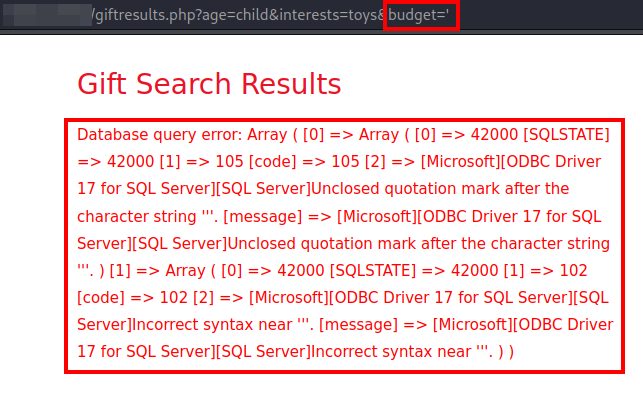 /giftresults.php?age=child&interests=toys&budget='
Gift Search Results
Database query error: Array ( [0] => Array ( [0] => 42000 [SQLSTATE]
=> 42000 [1] => 105 [code] => 105 [2] => [Microsoft][ODBC Driver
17 for SQL Server][SQL Server]Unclosed quotation mark after the
character string '''. [message] => [Microsoft][ODBC Driver 17 for SQL
Server][SQL Server]Unclosed quotation mark after the character string
'''. ) [1] => Array ( [0] => 42000 [SQLSTATE] => 42000 [1] => 102
[code] => 102 [2] => [Microsoft][ODBC Driver 17 for SQL Server][SQL
Server]Incorrect syntax near '''. [message] => [Microsoft][ODBC Driver
17 for SQL Server][SQL Server]Incorrect syntax near '''. ) )